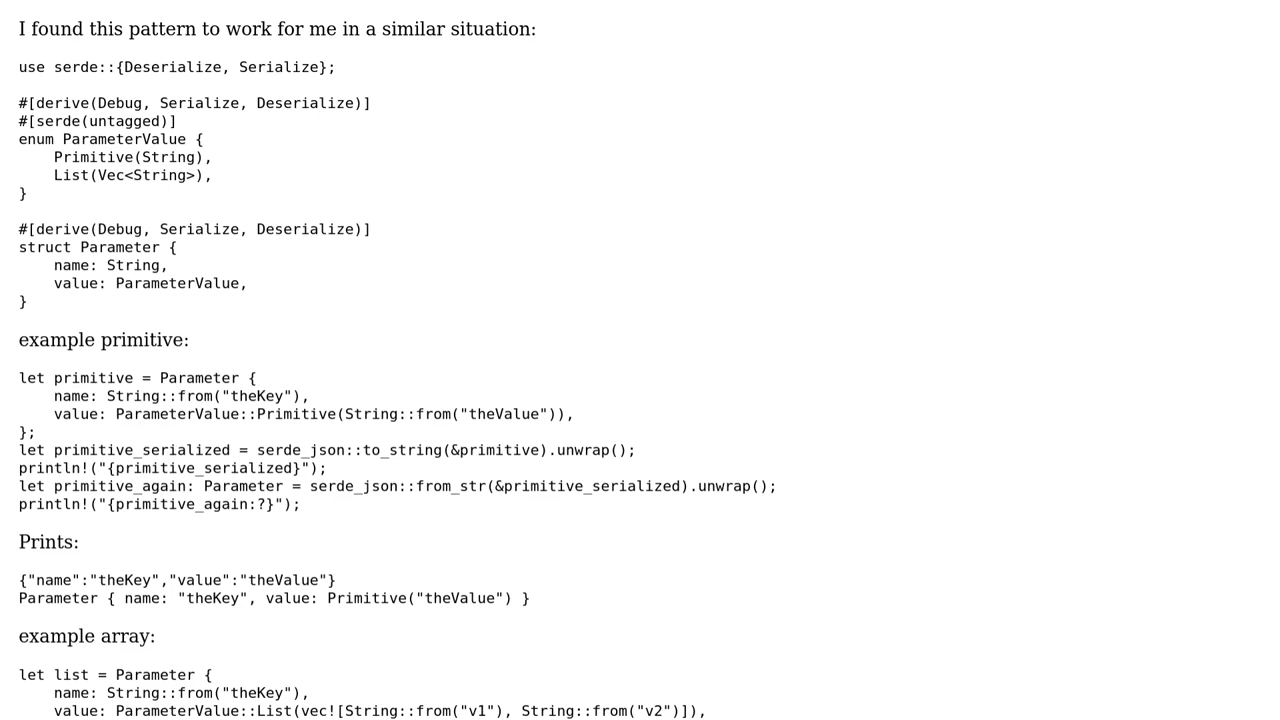 I found this pattern to work for me in a similar situation:
use serde::{Deserialize, Serialize};
#[derive(Debug, Serialize, Deserialize)]
#[serde(untagged)]
enum ParameterValue {
    Primitive(String),
    List(Vec<String>),
}
#[derive(Debug, Serialize, Deserialize)]
struct Parameter {
    name: String,
    value: ParameterValue,
}
example primitive:
let primitive = Parameter {
    name: String::from("theKey"),
    value: ParameterValue::Primitive(String::from("theValue")),
};
let primitive_serialized = serde_json::to_string(&primitive).unwrap();
println!("{primitive_serialized}");
let primitive_again: Parameter = serde_json::from_str(&primitive_serialized).unwrap();
println!("{primitive_again:?}");
Prints:
{"name":"theKey","value":"theValue"}
Parameter { name: "theKey", value: Primitive("theValue") }
example array:
let list = Parameter {
    name: String::from("theKey"),
    value: ParameterValue::List(vec![String::from("v1"), String::from("v2")]),